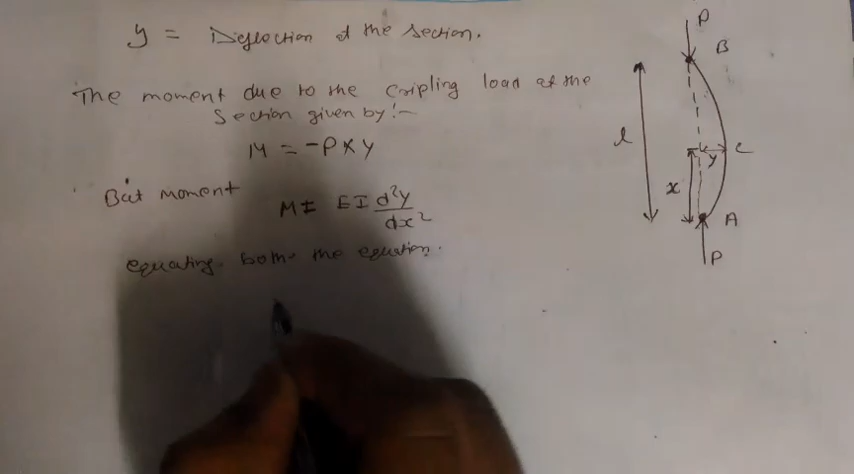 y = Deflection of the Section.
The moment due to the Cripling load at the
Section given by:-
M = -P x y
But moment
M = EI d²y/dx²
equating both the equation.
P
B
l
y
C
x
A
P